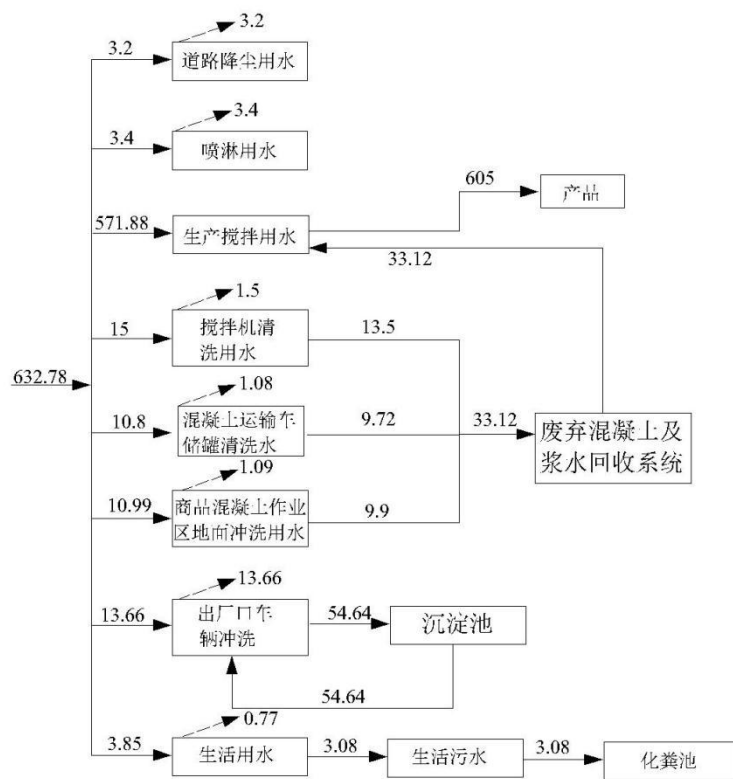 3.2
3.2
道路降尘用水
3.4
3.4
喷淋用水
605
产品
571.88
生产搅拌用水
33.12
1.5
15
搅拌机清
洗用水
13.5
632.78
1.08
10.8
混凝土运输车
储罐清洗水
9.72
33.12
废弃混凝土及
浆水回收系统
1.09
10.99
商品混凝土作业
区地面冲洗用水
9.9
13.66
13.66
出厂口车
辆冲洗
54.64
沉淀池
54.64
0.77
3.85
生活用水
3.08
生活污水
3.08
化粪池